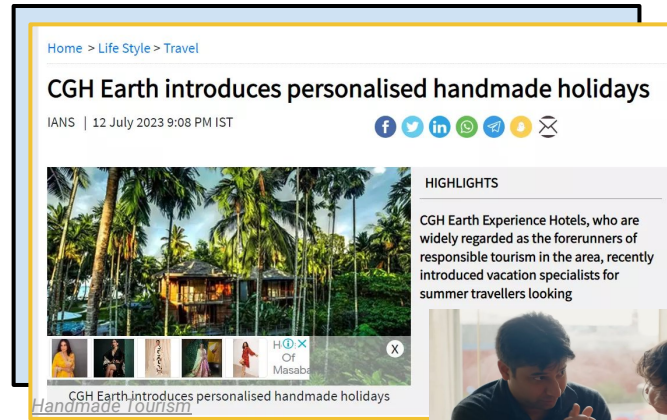 Home > Life Style > Travel
CGH Earth introduces personalised handmade holidays
IANS | 12 July 2023 9:08 PM IST
HIGHLIGHTS
CGH Earth Experience Hotels, who are
widely regarded as the forerunners of
responsible tourism in the area, recently
introduced vacation specialists for
summer travellers looking
H
Of
Masaba
X
CGH Earth introduces personalised handmade holidays
Handmade Tourism